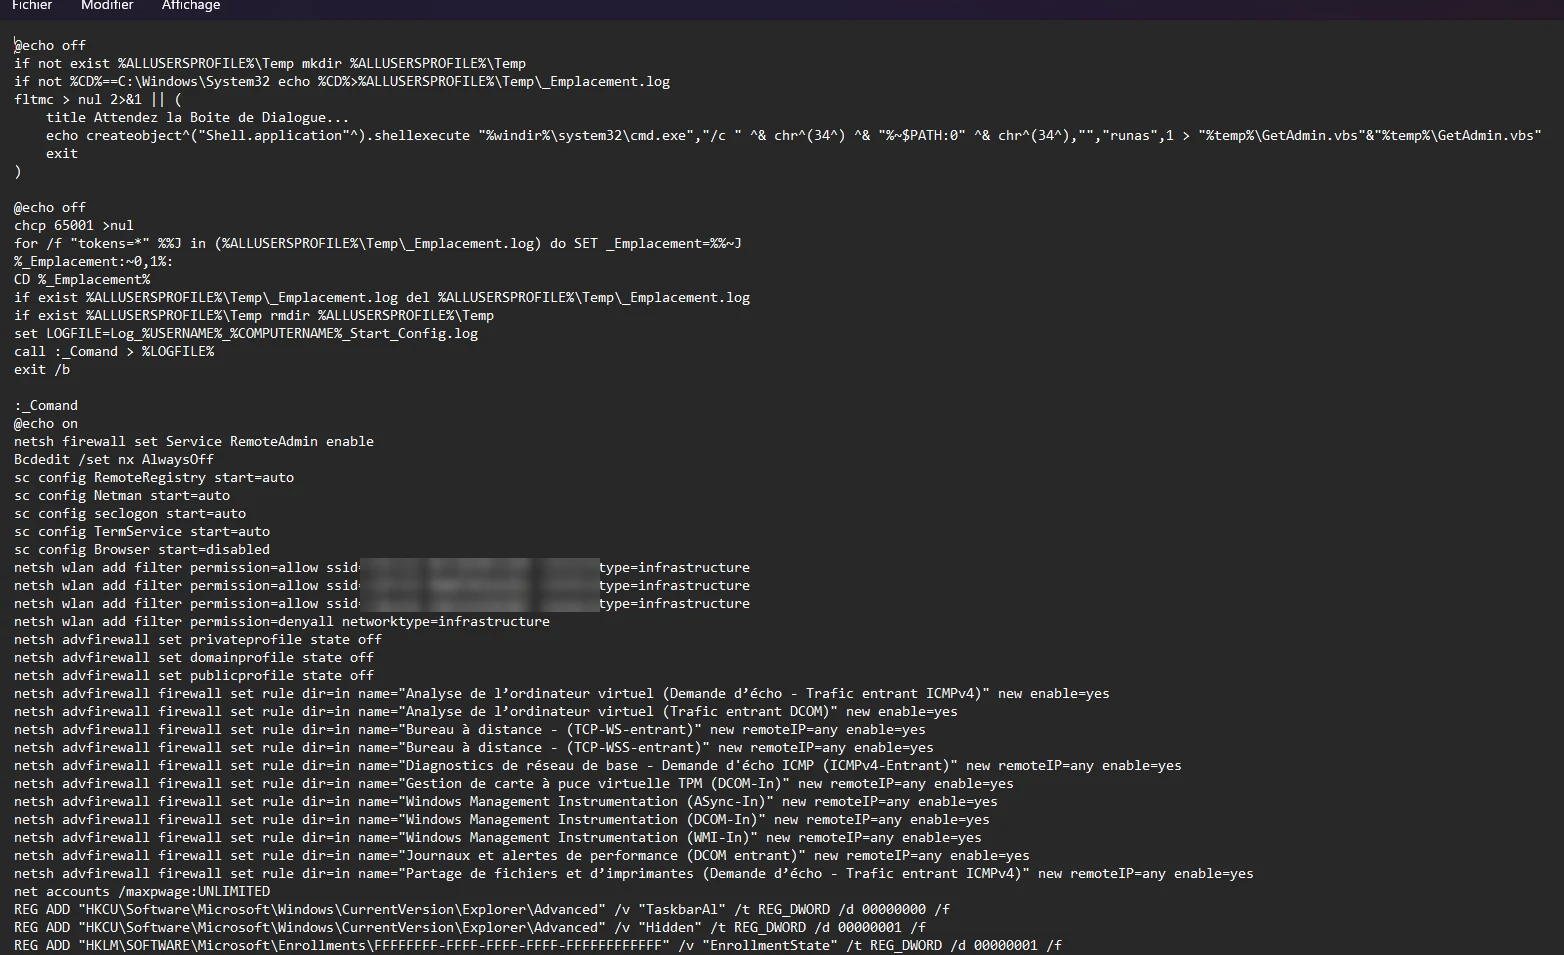 Fichier Modifier Affichage
@echo off
if not exist %ALLUSERSPROFILE%\Temp mkdir %ALLUSERSPROFILE%\Temp
if not %CD%==C:\Windows\System32 echo %CD%>%ALLUSERSPROFILE%\Temp\_Emplacement.log
fltmc > nul 2>&1 || (
    title Attendez la Boite de Dialogue...
    echo createobject^("Shell.application"^).shellexecute "%windir%\system32\cmd.exe","/c " ^& chr^(34^) ^& "%~$PATH:0" ^& chr^(34^),"","runas",1 > "%temp%\GetAdmin.vbs"&"%temp%\GetAdmin.vbs"
    exit
)
@echo off
chcp 65001 >nul
for /f "tokens=*" %%J in (%ALLUSERSPROFILE%\Temp\_Emplacement.log) do SET _Emplacement=%%~J
%_Emplacement:~0,1%:
CD %_Emplacement%
if exist %ALLUSERSPROFILE%\Temp\_Emplacement.log del %ALLUSERSPROFILE%\Temp\_Emplacement.log
if exist %ALLUSERSPROFILE%\Temp rmdir %ALLUSERSPROFILE%\Temp
set LOGFILE=Log_%USERNAME%_%COMPUTERNAME%_Start_Config.log
call :_Comand > %LOGFILE%
exit /b
:_Comand
@echo on
netsh firewall set Service RemoteAdmin enable
Bcdedit /set nx AlwaysOff
sc config RemoteRegistry start=auto
sc config Netman start=auto
sc config seclogon start=auto
sc config TermService start=auto
sc config Browser start=disabled
netsh wlan add filter permission=allow ssid= type=infrastructure
netsh wlan add filter permission=allow ssid= type=infrastructure
netsh wlan add filter permission=allow ssid= type=infrastructure
netsh wlan add filter permission=denyall networktype=infrastructure
netsh advfirewall set privateprofile state off
netsh advfirewall set domainprofile state off
netsh advfirewall set publicprofile state off
netsh advfirewall firewall set rule dir=in name="Analyse de l’ordinateur virtuel (Demande d’écho - Trafic entrant ICMPv4)" new enable=yes
netsh advfirewall firewall set rule dir=in name="Analyse de l’ordinateur virtuel (Trafic entrant DCOM)" new enable=yes
netsh advfirewall firewall set rule dir=in name="Bureau à distance - (TCP-WS-entrant)" new remoteIP=any enable=yes
netsh advfirewall firewall set rule dir=in name="Bureau à distance - (TCP-WSS-entrant)" new remoteIP=any enable=yes
netsh advfirewall firewall set rule dir=in name="Diagnostics de réseau de base - Demande d'écho ICMP (ICMPv4-Entrant)" new remoteIP=any enable=yes
netsh advfirewall firewall set rule dir=in name="Gestion de carte à puce virtuelle TPM (DCOM-In)" new remoteIP=any enable=yes
netsh advfirewall firewall set rule dir=in name="Windows Management Instrumentation (ASync-In)" new remoteIP=any enable=yes
netsh advfirewall firewall set rule dir=in name="Windows Management Instrumentation (DCOM-In)" new remoteIP=any enable=yes
netsh advfirewall firewall set rule dir=in name="Windows Management Instrumentation (WMI-In)" new remoteIP=any enable=yes
netsh advfirewall firewall set rule dir=in name="Journaux et alertes de performance (DCOM entrant)" new remoteIP=any enable=yes
netsh advfirewall firewall set rule dir=in name="Partage de fichiers et d’imprimantes (Demande d’écho - Trafic entrant ICMPv4)" new remoteIP=any enable=yes
net accounts /maxpwage:UNLIMITED
REG ADD "HKCU\Software\Microsoft\Windows\CurrentVersion\Explorer\Advanced" /v "TaskbarAl" /t REG_DWORD /d 00000000 /f
REG ADD "HKCU\Software\Microsoft\Windows\CurrentVersion\Explorer\Advanced" /v "Hidden" /t REG_DWORD /d 00000001 /f
REG ADD "HKLM\SOFTWARE\Microsoft\Enrollments\FFFFFFFF-FFFF-FFFF-FFFF-FFFFFFFFFFFF" /v "EnrollmentState" /t REG_DWORD /d 00000001 /f